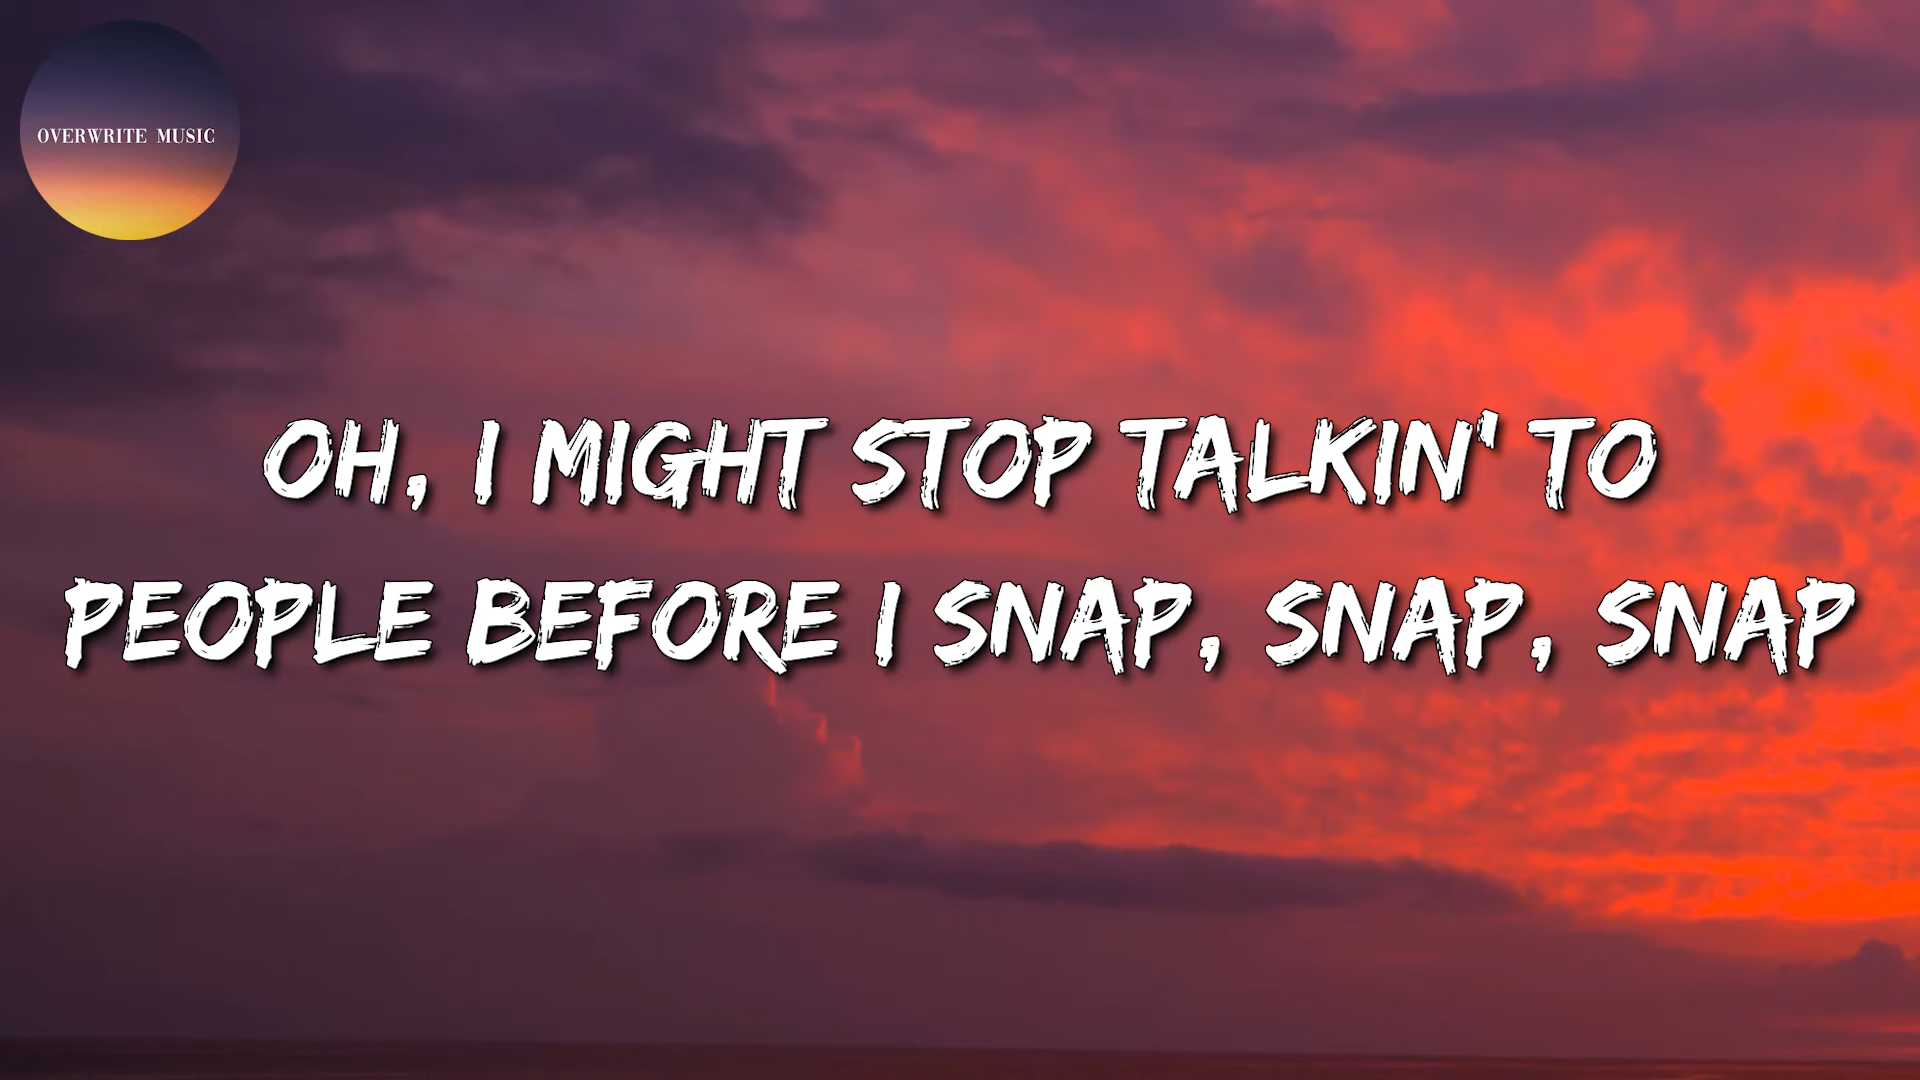 OVERWRITE MUSIC
OH, I MIGHT STOP TALKIN' TO
PEOPLE BEFORE I SNAP, SNAP, SNAP